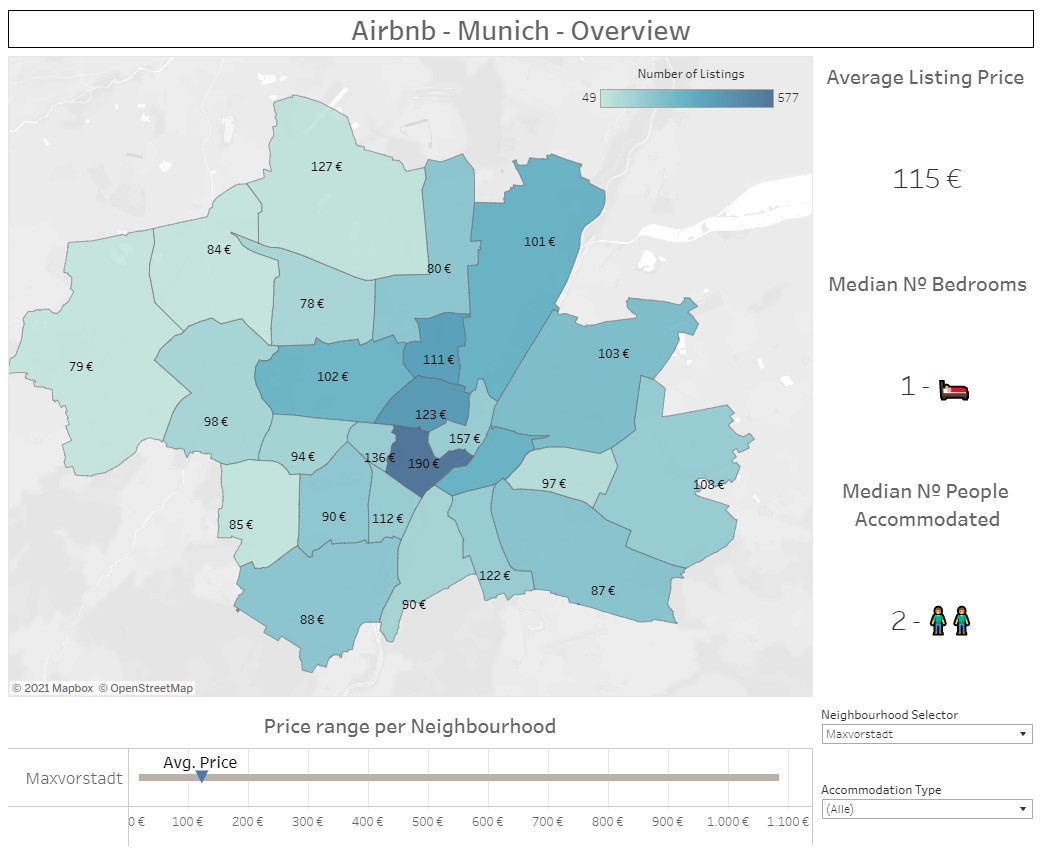 Airbnb - Munich - Overview
Number of Listings
49 577
Average Listing Price
115 €
Median Nº Bedrooms
1 -
Median Nº People
Accommodated
2 -
127 €
84 €
101 €
80 €
78 €
79 €
111 €
103 €
102 €
123 €
98 €
157 €
94 €
136 €
190 €
97 €
108 €
85 €
90 €
112 €
122 €
90 €
87 €
88 €
© 2021 Mapbox © OpenStreetMap
Price range per Neighbourhood
Maxvorstadt
Avg. Price
0 € 100 € 200 € 300 € 400 € 500 € 600 € 700 € 800 € 900 € 1.000 € 1.100 €
Neighbourhood Selector
Maxvorstadt
Accommodation Type
(Alle)